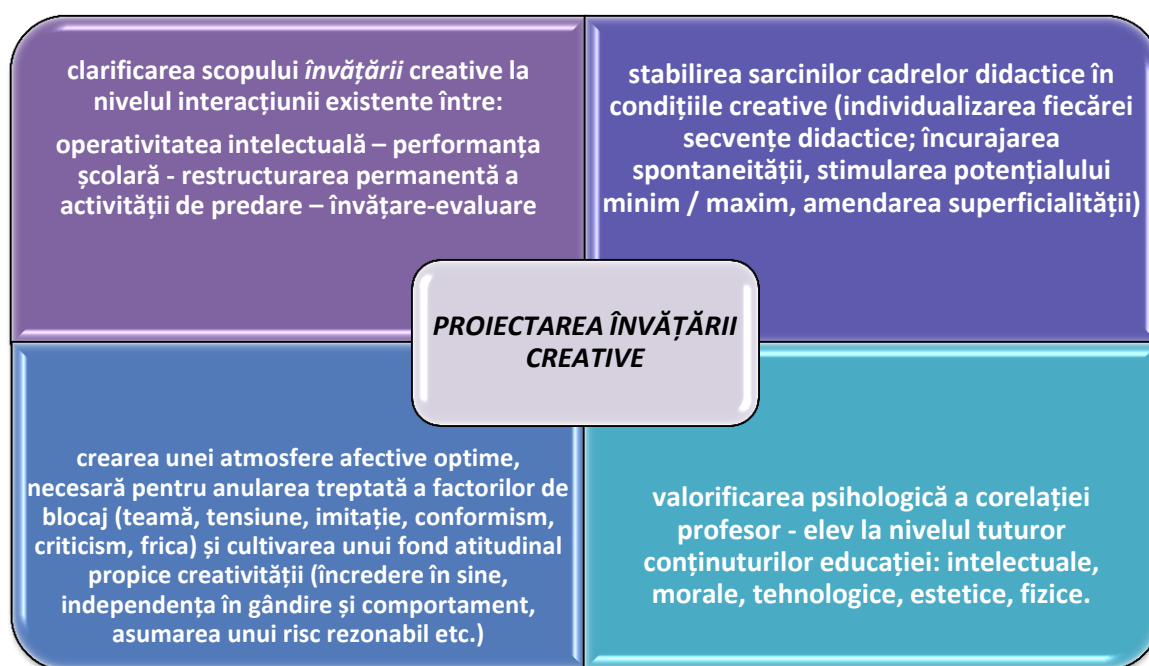 clarificarea scopului învățării creative la
nivelul interacțiunii existente între:
operativitatea intelectuală – performanța
școlară - restructurarea permanentă a
activității de predare – învățare-evaluare
stabilirea sarcinilor cadrelor didactice în
condițiile creative (individualizarea fiecărei
secvențe didactice; încurajarea
spontaneității, stimularea potențialului
minim / maxim, amendarea superficialității)
PROIECTAREA ÎNVĂȚĂRII
CREATIVE
crearea unei atmosfere afective optime,
necesară pentru anularea treptată a factorilor de
blocaj (teamă, tensiune, imitație, conformism,
criticism, frica) și cultivarea unui fond atitudinal
propice creativității (încredere în sine,
independența în gândire și comportament,
asumarea unui risc rezonabil etc.)
valorificarea psihologică a corelației
profesor - elev la nivelul tuturor
conținuturilor educației: intelectuale,
morale, tehnologice, estetice, fizice.